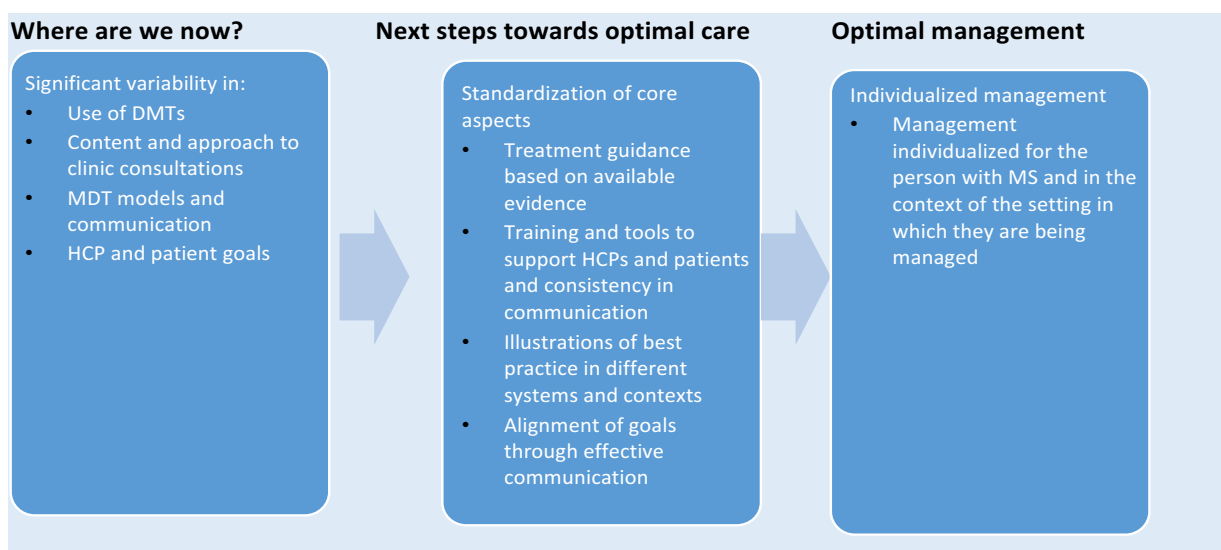 Where are we now?
Significant variability in:
• Use of DMTs
• Content and approach to
clinic consultations
• MDT models and
communication
• HCP and patient goals
Next steps towards optimal care
Standardization of core
aspects
• Treatment guidance
based on available
evidence
• Training and tools to
support HCPs and patients
and consistency in
communication
• Illustrations of best
practice in different
systems and contexts
• Alignment of goals
through effective
communication
Optimal management
Individualized management
• Management
individualized for the
person with MS and in the
context of the setting in
which they are being
managed